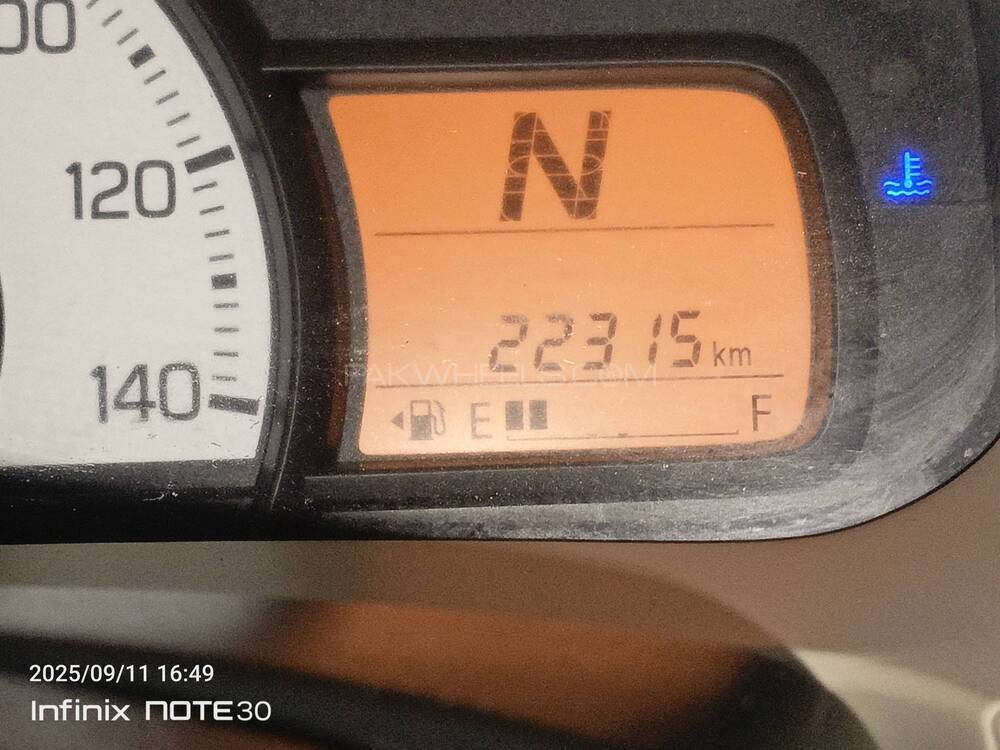 120
140
N
22315 km
E F
PAKWHEELS.COM
2025/09/11 16:49
Infinix NOTE30